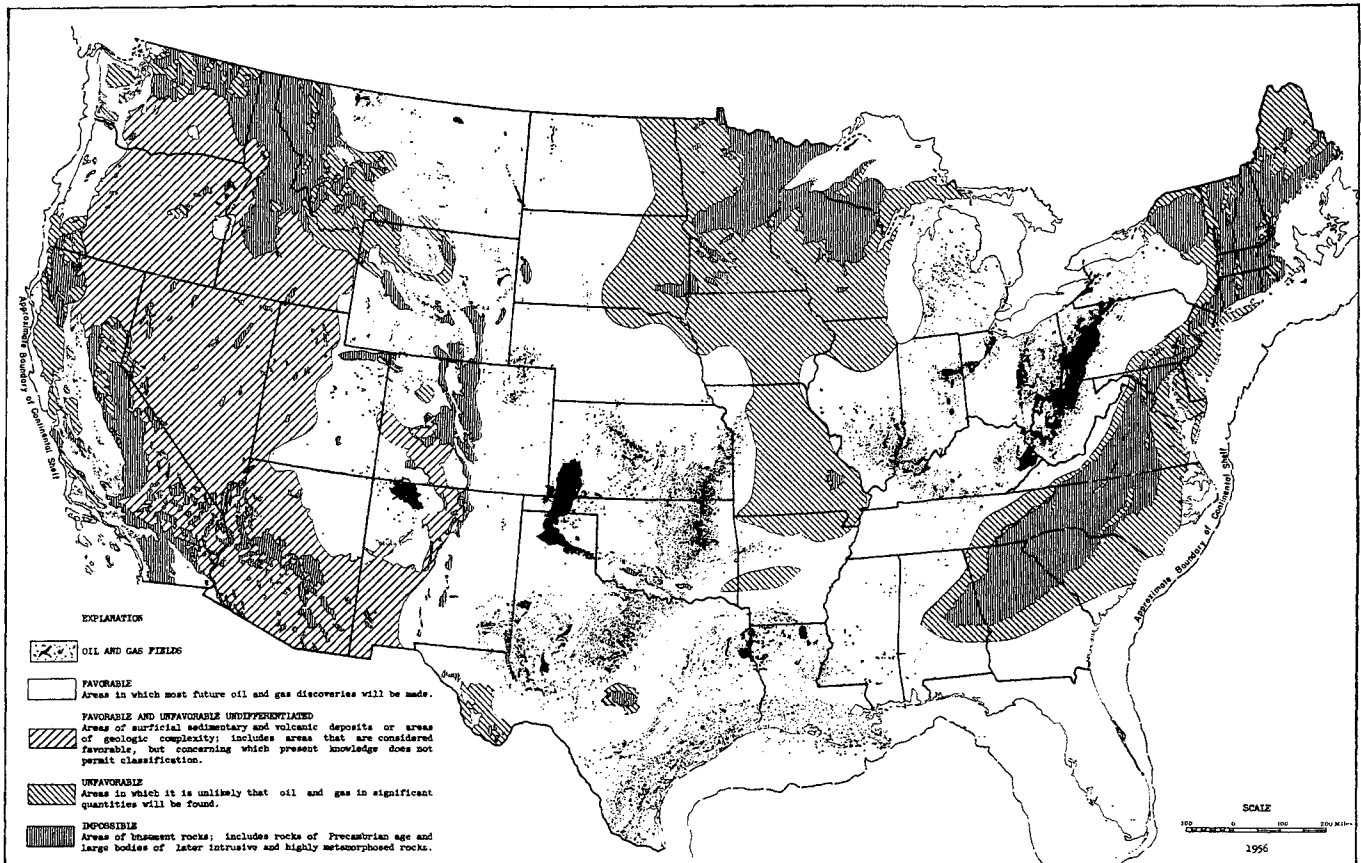 Approximate Boundary of Continental Shelf
Approximate Boundary of Continental Shelf
EXPLANATION
OIL AND GAS FIELDS
FAVORABLE
Areas in which most future oil and gas discoveries will be made.
FAVORABLE AND UNFAVORABLE UNDIFFERENTIATED
Areas of surficial sedimentary and volcanic deposits or areas
of geologic complexity; includes areas that are considered
favorable, but concerning which present knowledge does not
permit classification.
UNFAVORABLE
Areas in which it is unlikely that oil and gas in significant
quantities will be found.
IMPOSSIBLE
Areas of basement rocks; includes rocks of Precambrian age and
large bodies of later intrusive and highly metamorphosed rocks.
SCALE
100 0 100 200 Miles
1956